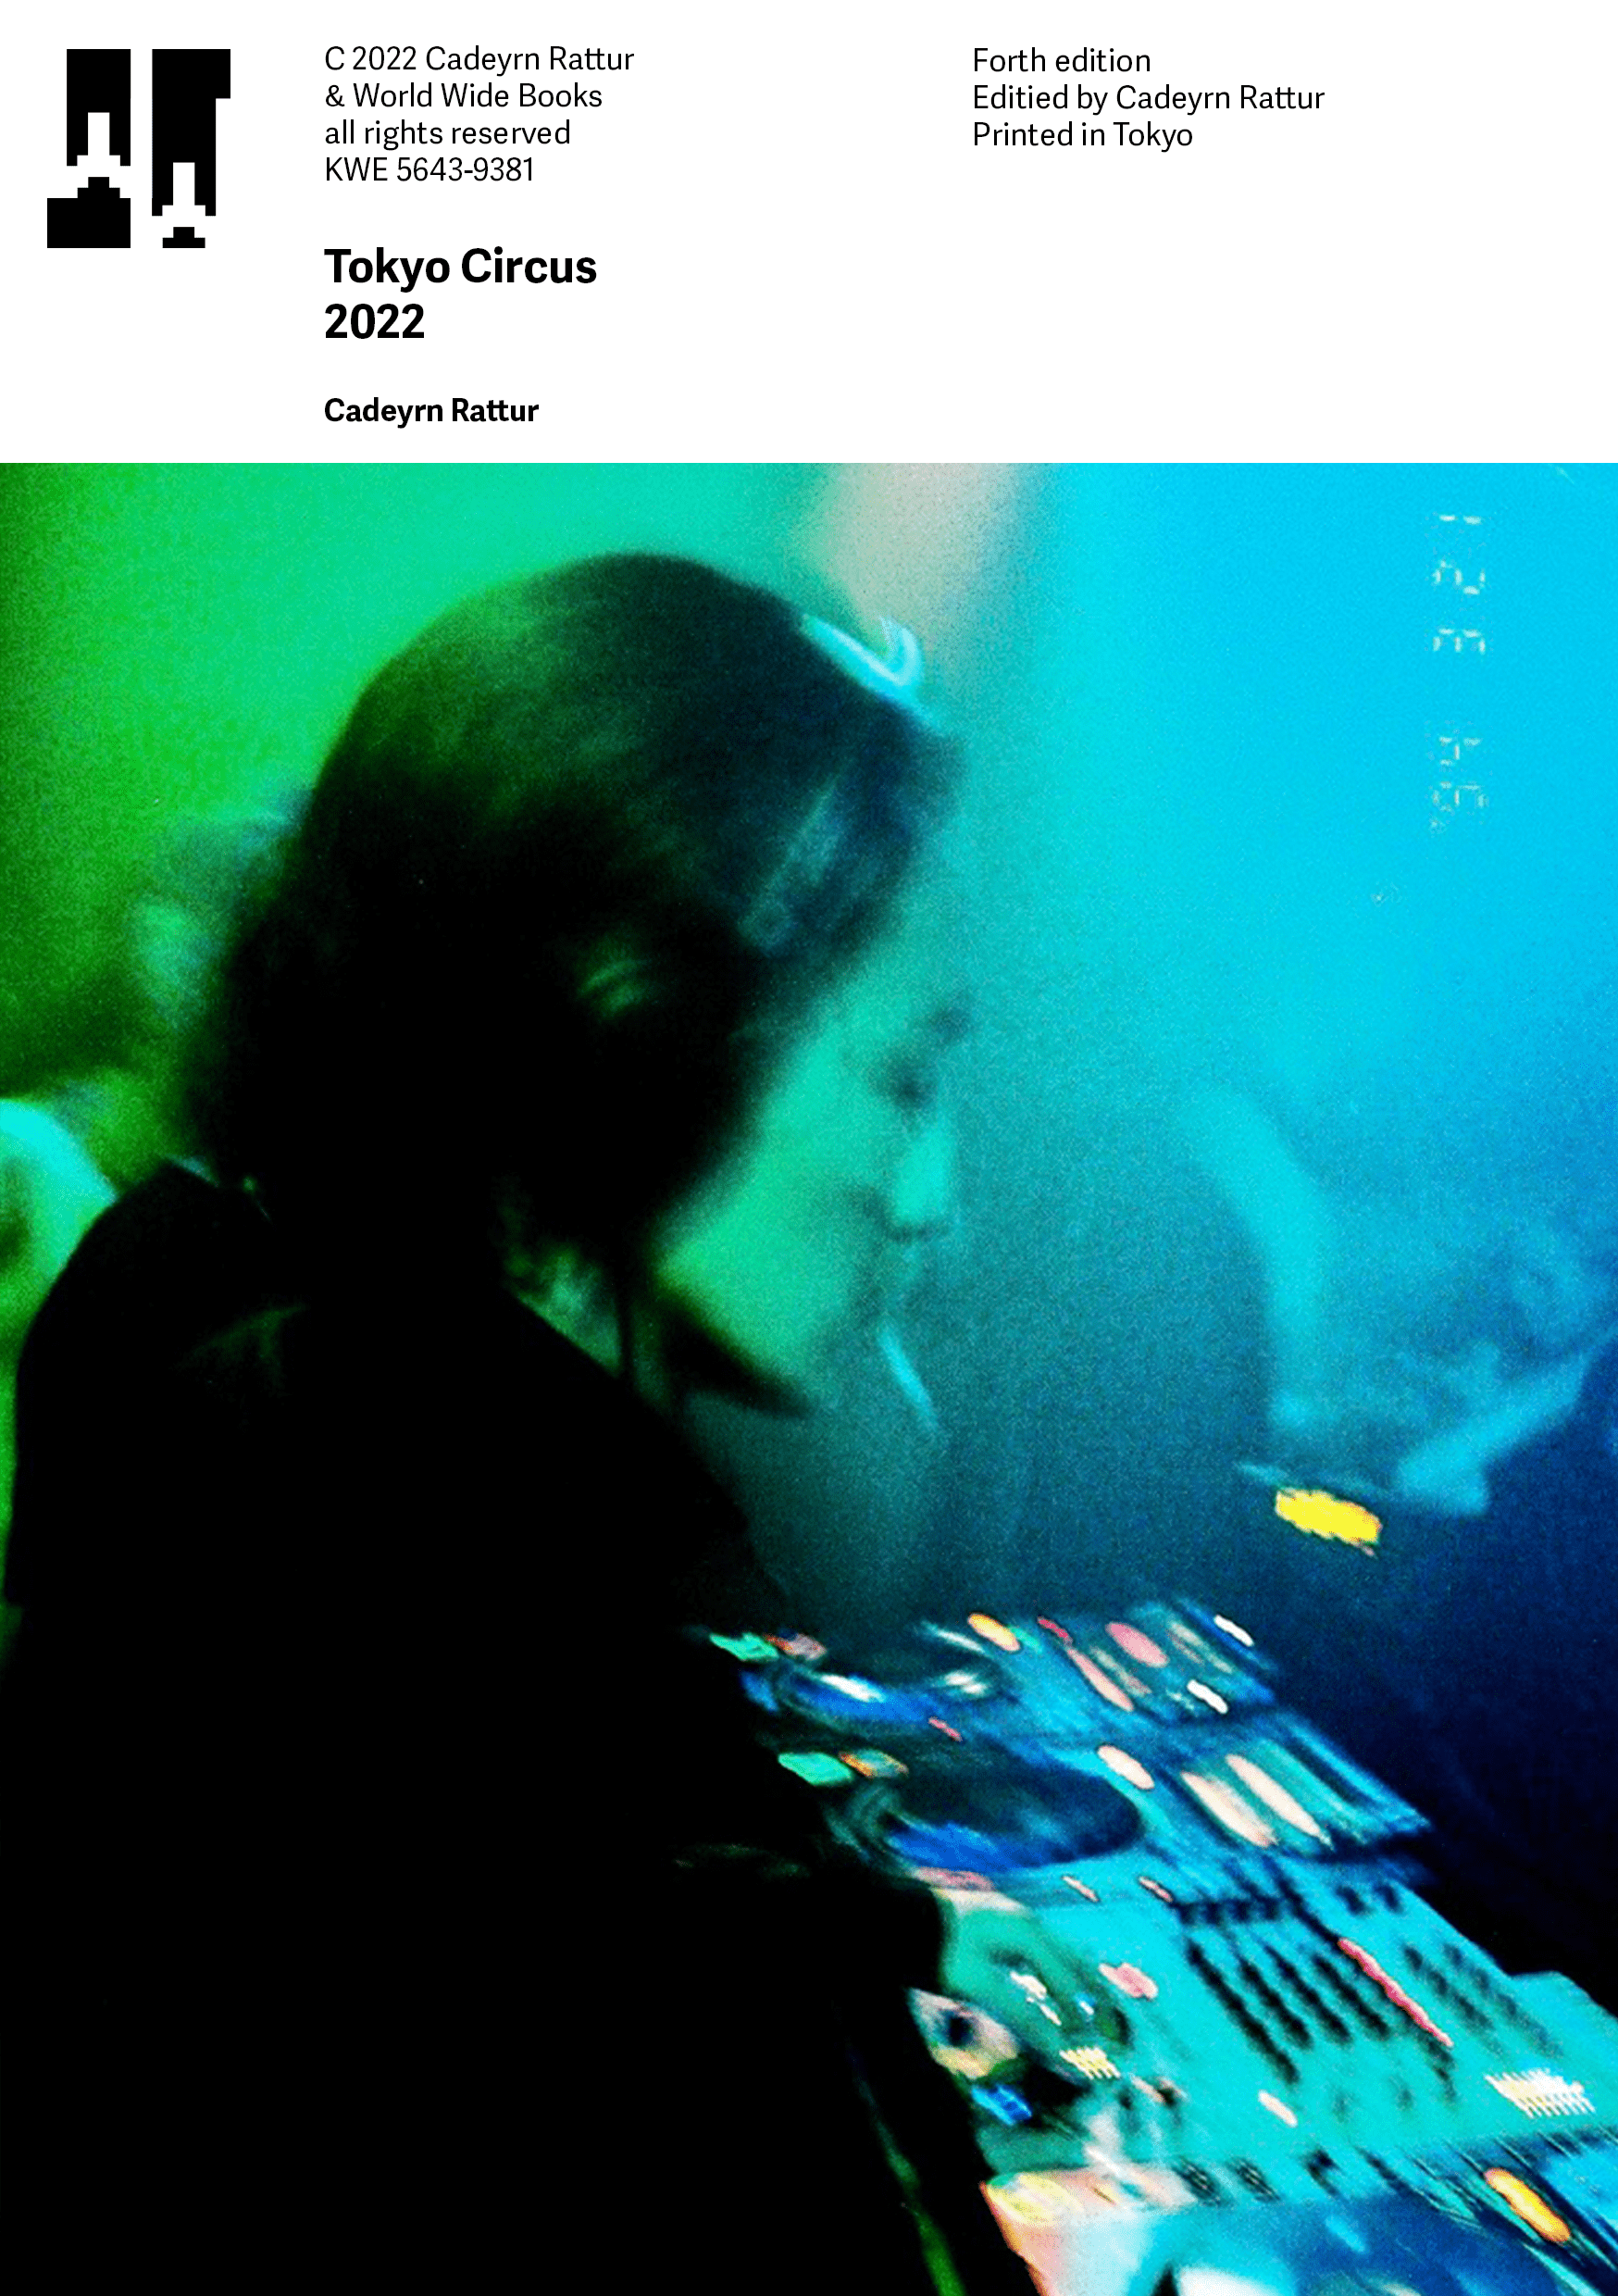 C 2022 Cadeyrn Rattur
& World Wide Books
all rights reserved
KWE 5643-9381
Forth edition
Editied by Cadeyrn Rattur
Printed in Tokyo
Tokyo Circus
2022
Cadeyrn Rattur